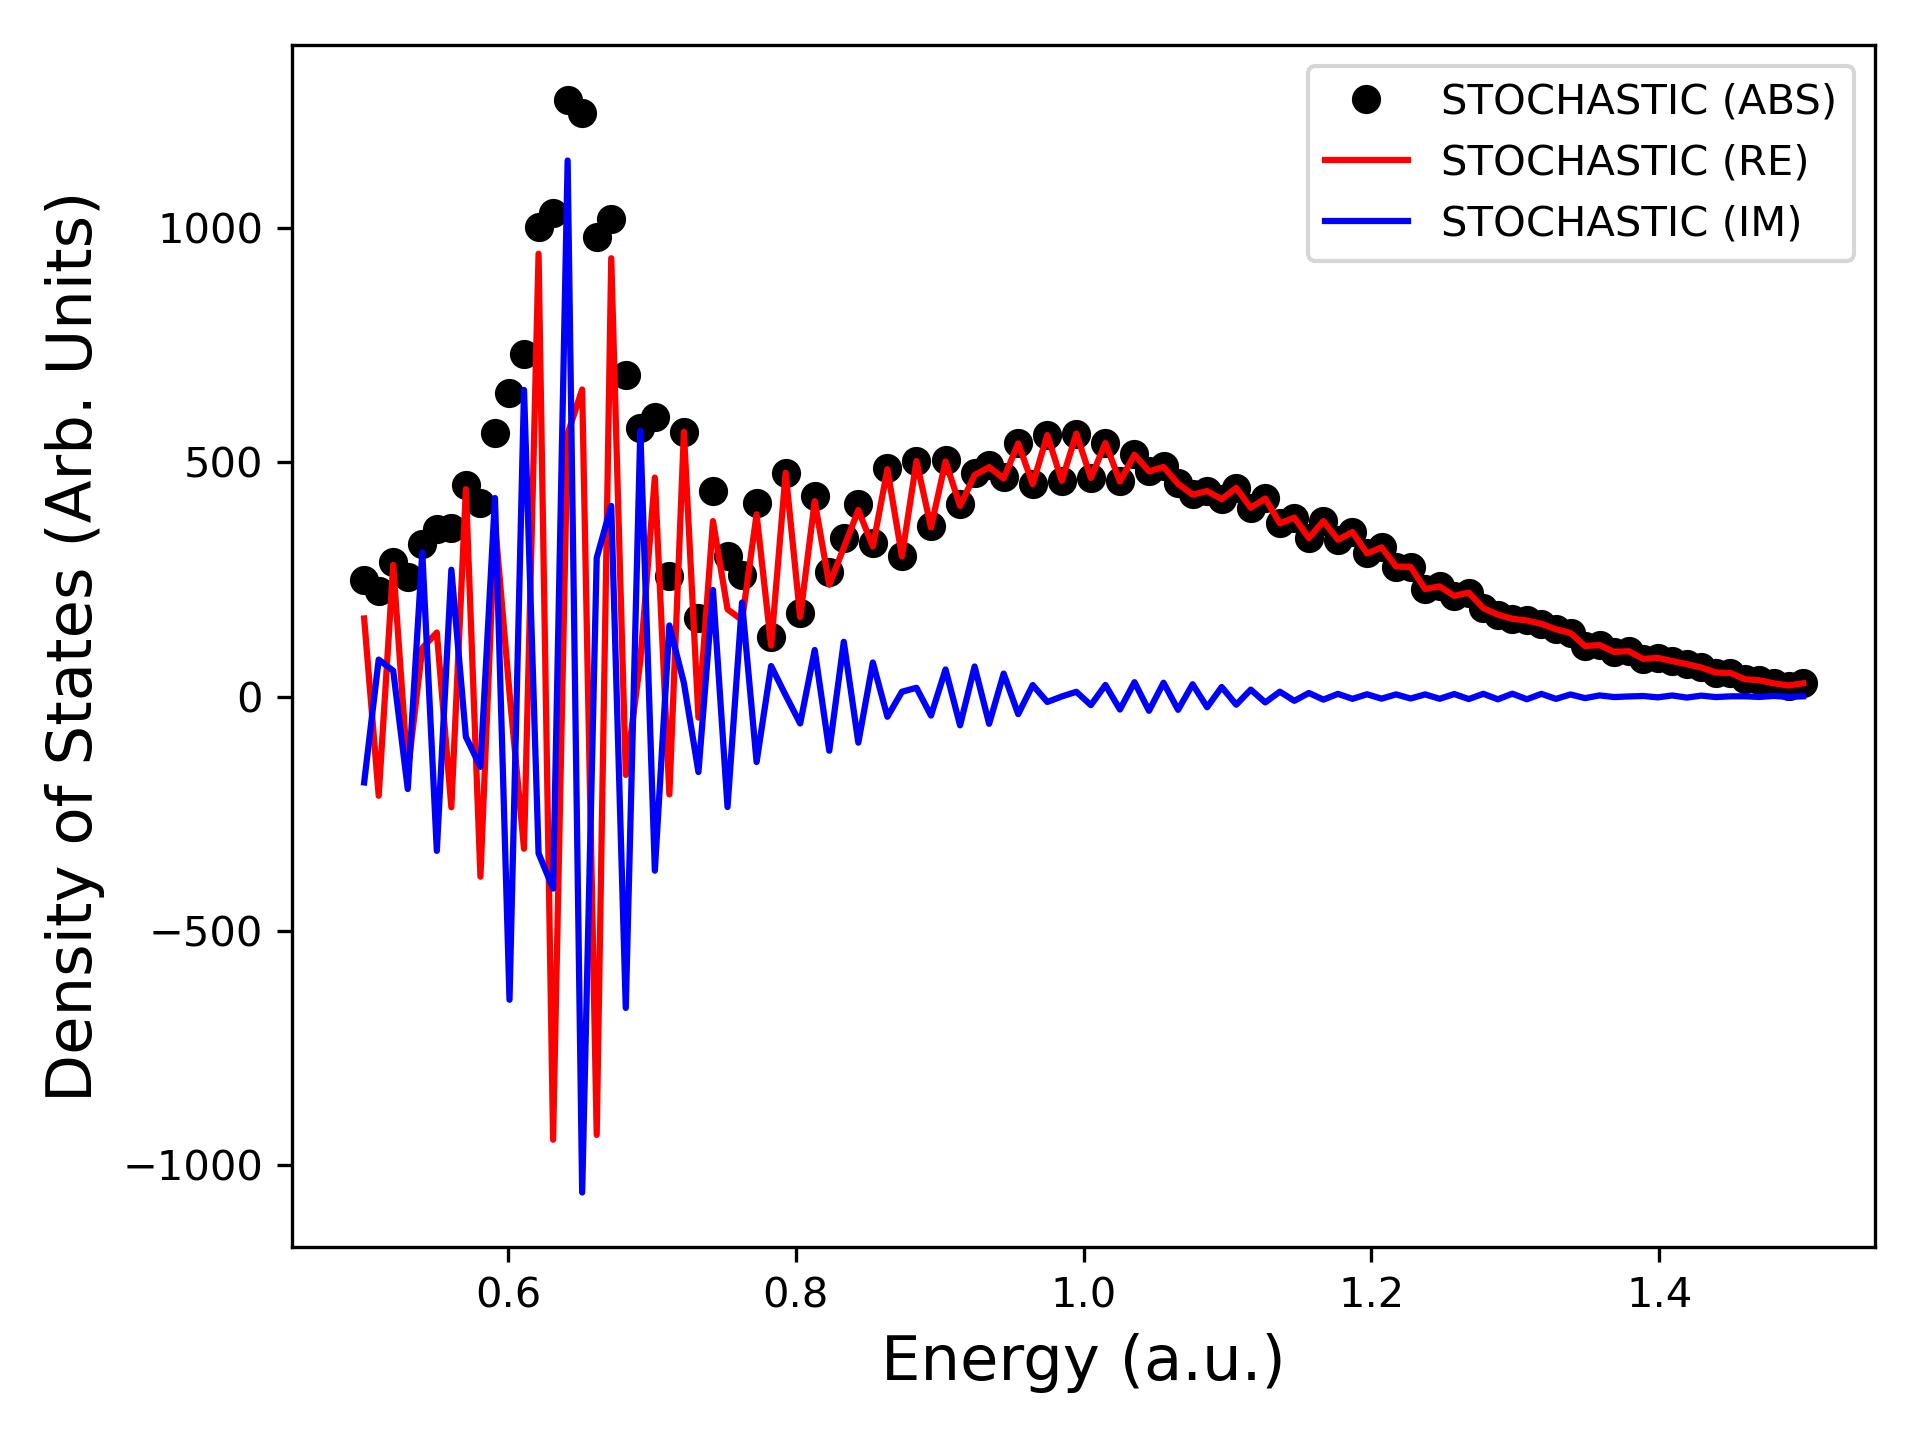 STOCHASTIC (ABS)
STOCHASTIC (RE)
STOCHASTIC (IM)
Density of States (Arb. Units)
1000
500
0
−500
−1000
0.6 0.8 1.0 1.2 1.4
Energy (a.u.)